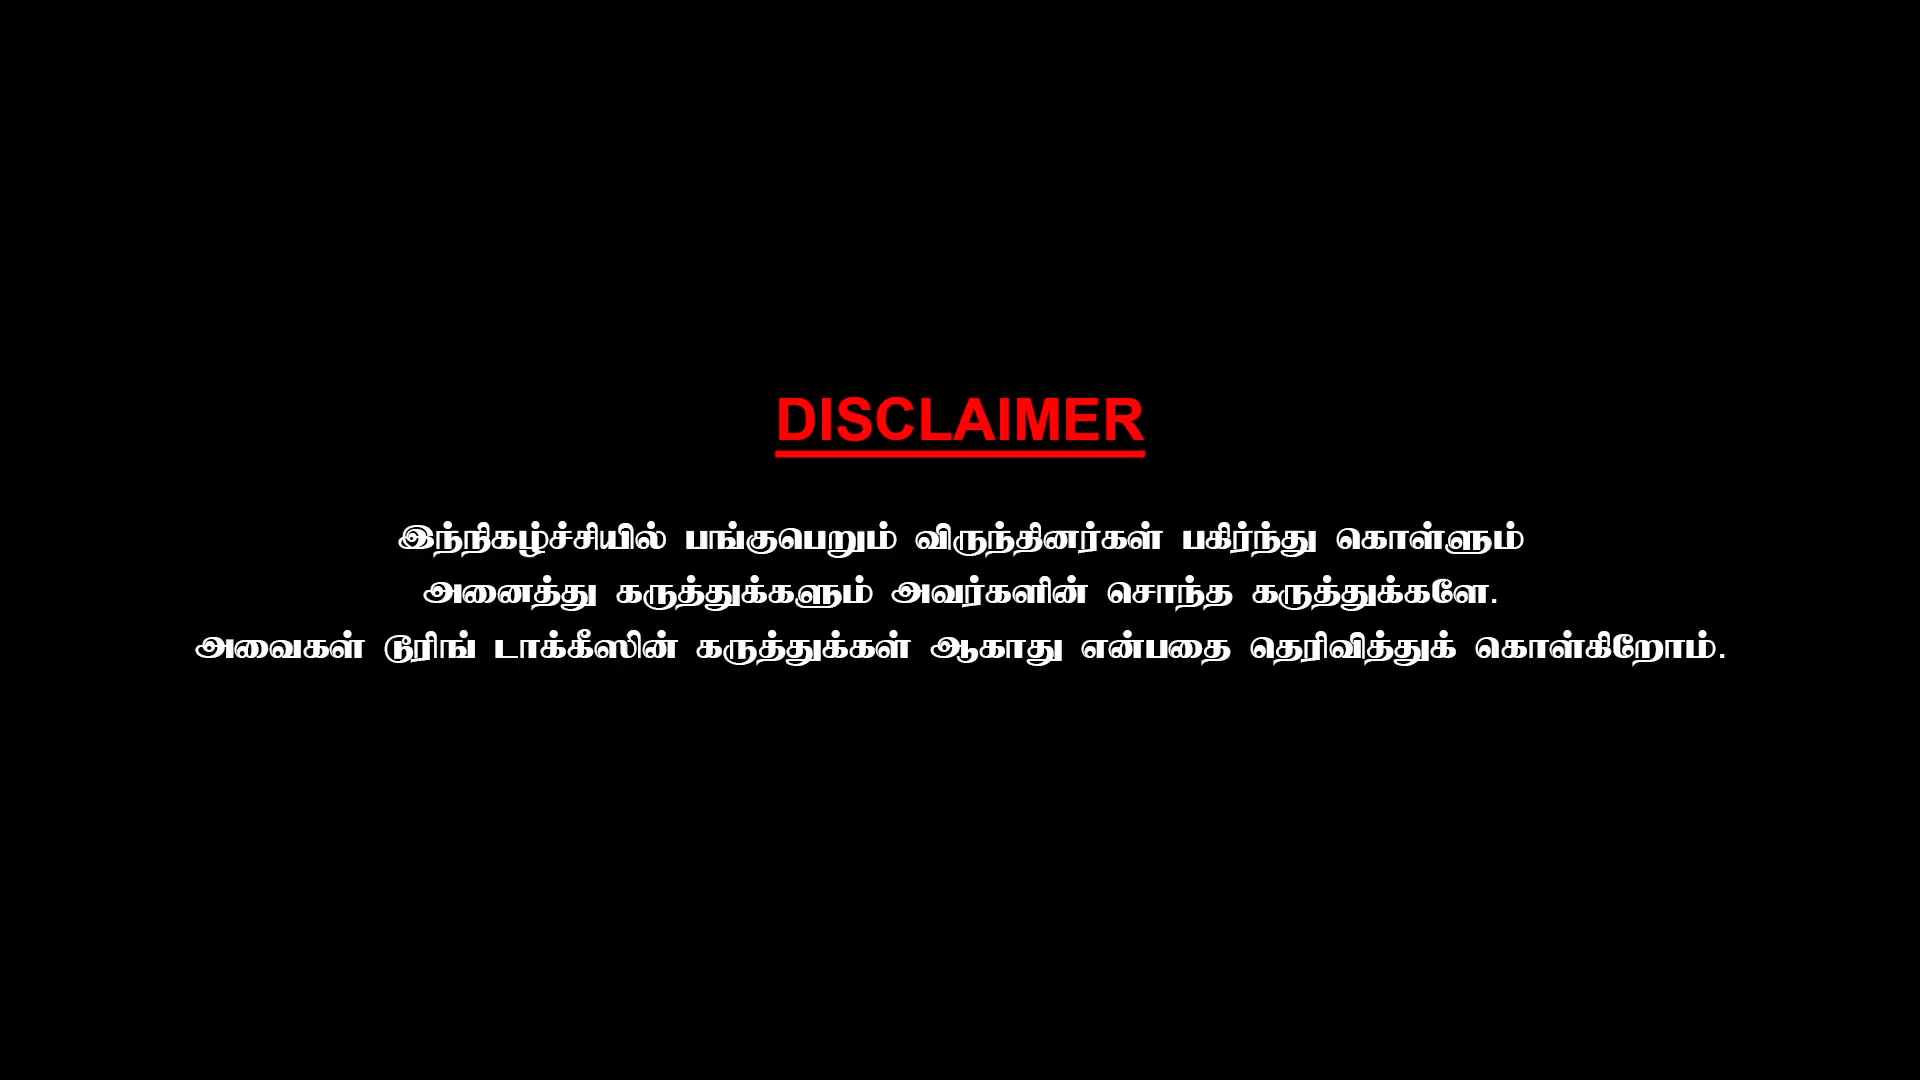 DISCLAIMER
இந்நிகழ்ச்சியில் பங்குபெறும் விருந்தினர்கள் பகிர்ந்து கொள்ளும்
அனைத்து கருத்துக்களும் அவர்களின் சொந்த கருத்துக்களே.
அவைகள் டூரிங் டாக்கீஸின் கருத்துக்கள் ஆகாது என்பதை தெரிவித்துக் கொள்கிறோம்.